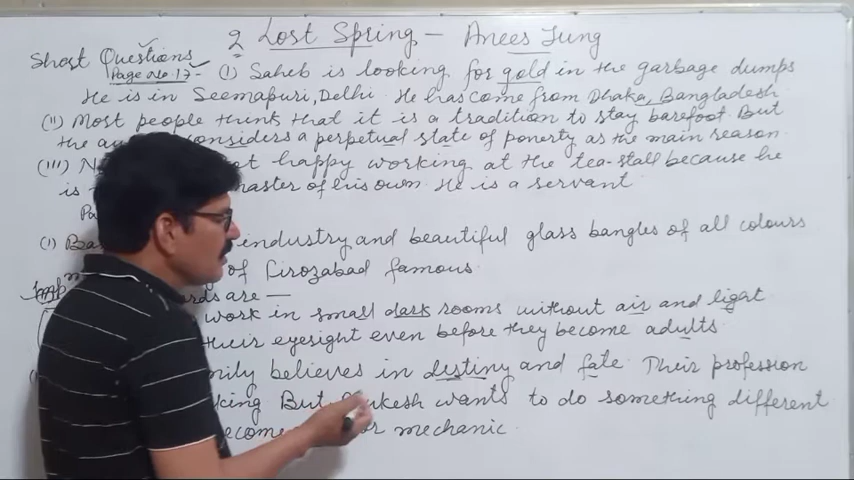 2 Lost Spring — Anees Jung
Short Questions
Page No. 17- (I) Saheb is looking for gold in the garbage dumps
He is in Seemapuri, Delhi. He has come from Dhaka, Bangladesh
(II) Most people think that it is a tradition to stay barefoot. But
the considers a perpetual state of poverty as the main reason
(III) happy working at the tea-stall because he
is master of his own. He is a servant
(I) industry and beautiful glass bangles of all colours
of Firozabad famous
are —
work in small dark rooms without air and light
their eyesight even before they become adults
believes in destiny and fate. Their profession
But wants to do something different
mechanic